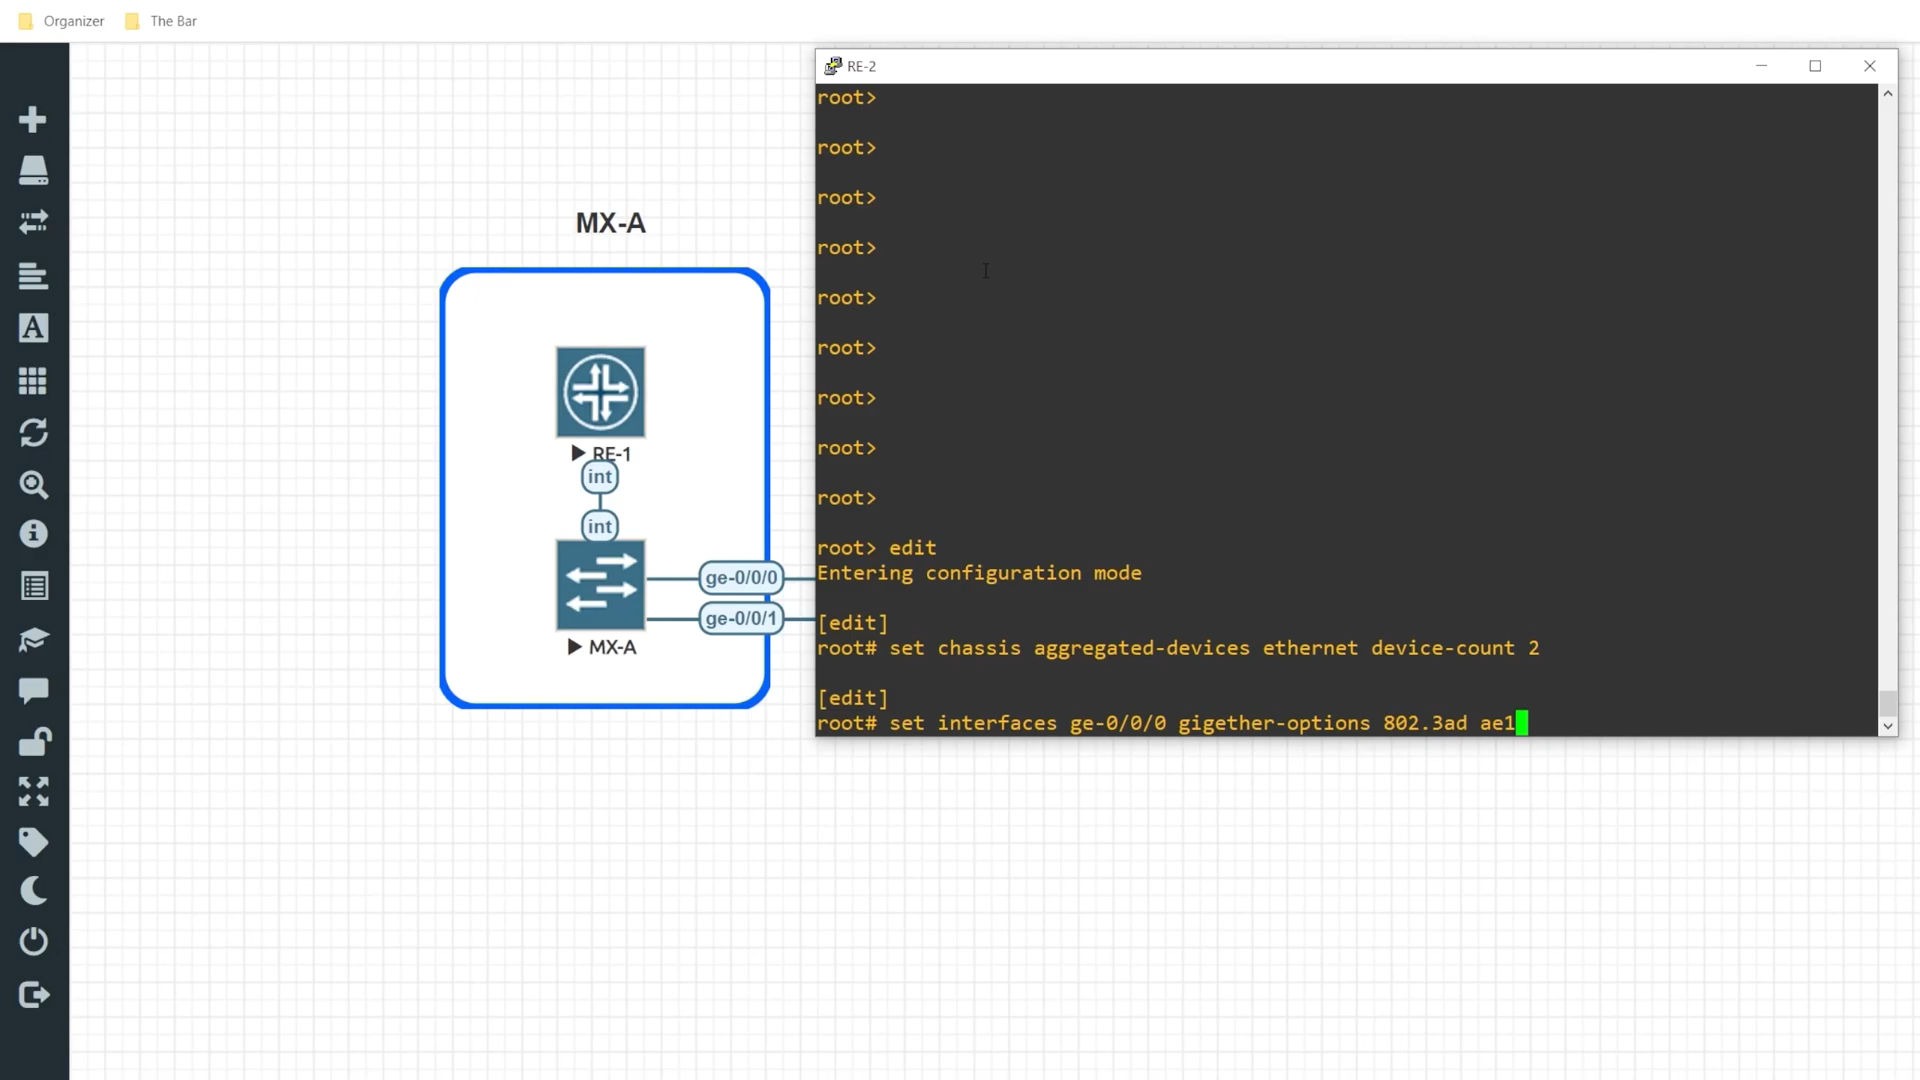 Organizer
The Bar
MX-A
RE-1
int
int
ge-0/0/0
ge-0/0/1
MX-A
RE-2
root>
root>
root>
root>
root>
root>
root>
root>
root>
root> edit
Entering configuration mode
[edit]
root# set chassis aggregated-devices ethernet device-count 2
[edit]
root# set interfaces ge-0/0/0 gigether-options 802.3ad ae1